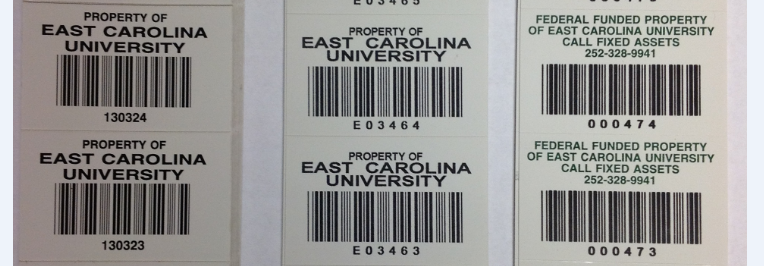 PROPERTY OF
EAST CAROLINA
UNIVERSITY
130324
PROPERTY OF
EAST CAROLINA
UNIVERSITY
130323
E03465
PROPERTY OF
EAST CAROLINA
UNIVERSITY
E03464
PROPERTY OF
EAST CAROLINA
UNIVERSITY
E03463
FEDERAL FUNDED PROPERTY
OF EAST CAROLINA UNIVERSITY
CALL FIXED ASSETS
252-328-9941
000474
FEDERAL FUNDED PROPERTY
OF EAST CAROLINA UNIVERSITY
CALL FIXED ASSETS
252-328-9941
000473